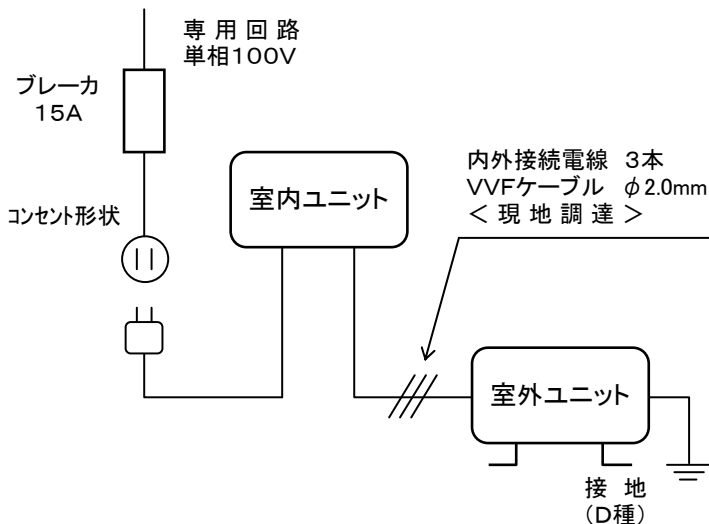 専用回路
単相100V
ブレーカ
15A
コンセント形状
室内ユニット
内外接続電線 3本
VVFケーブル φ2.0mm
＜現地調達＞
室外ユニット
接 地
(D種)